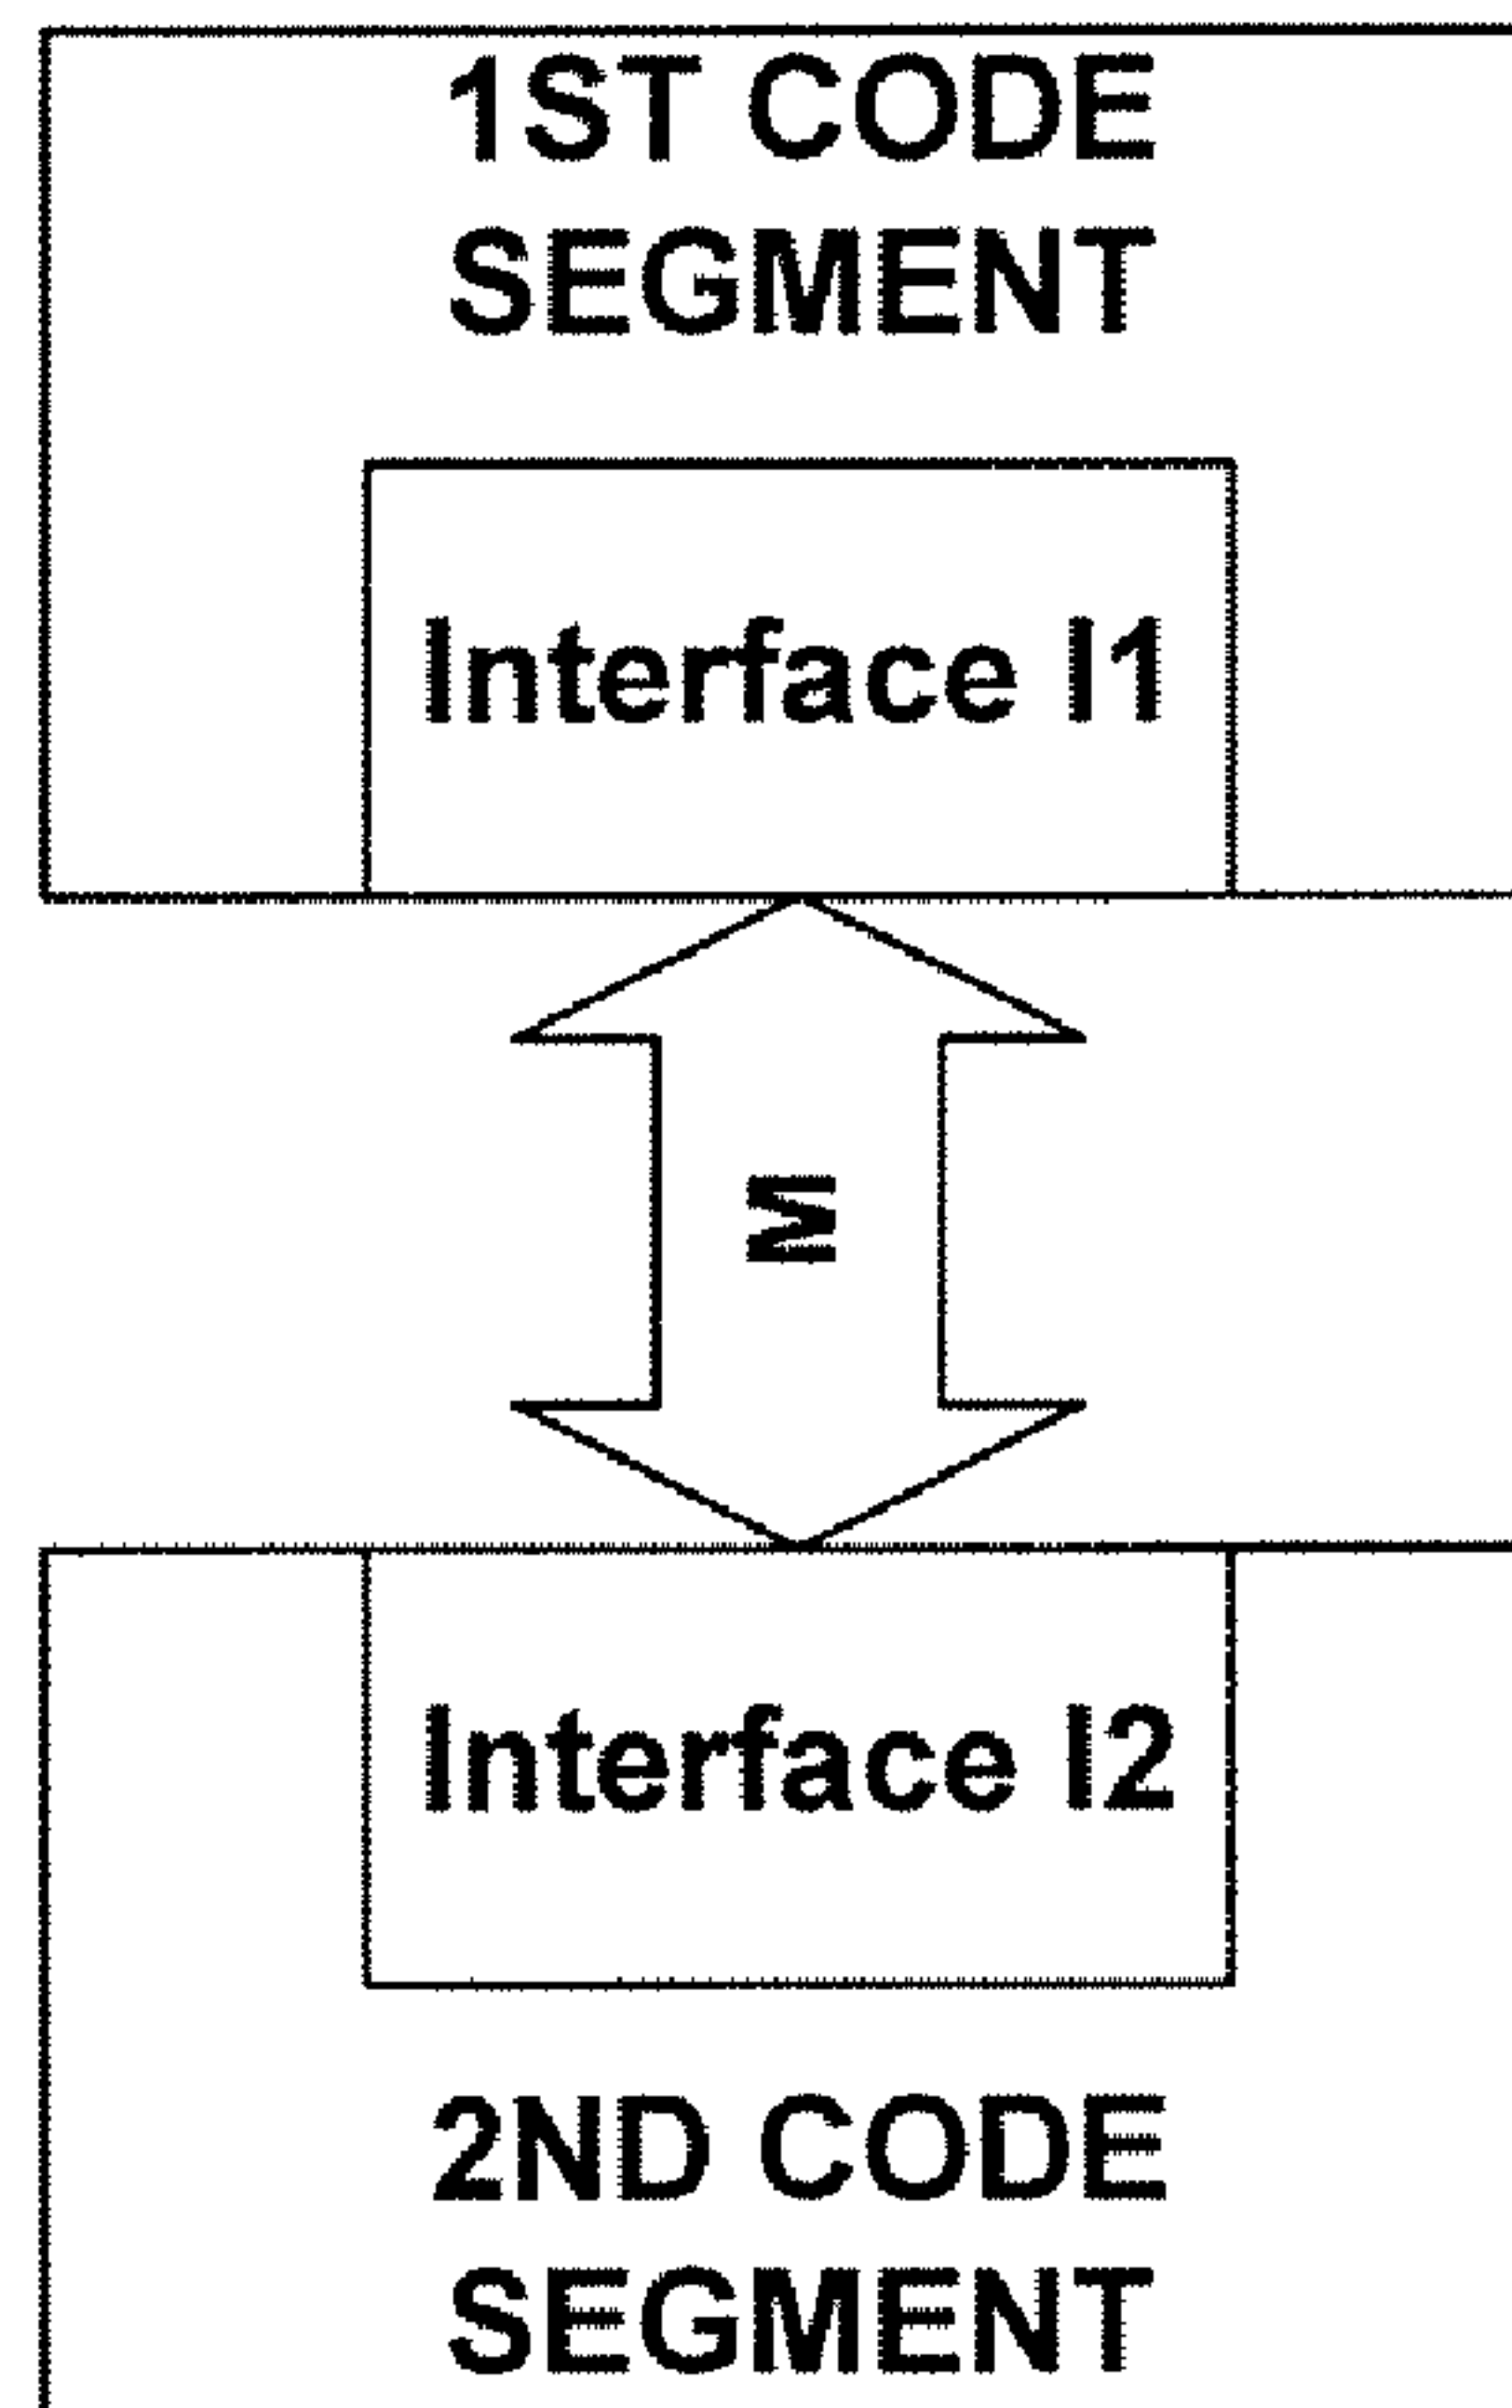 1ST CODE
SEGMENT
Interface I1
M
Interface I2
2ND CODE
SEGMENT